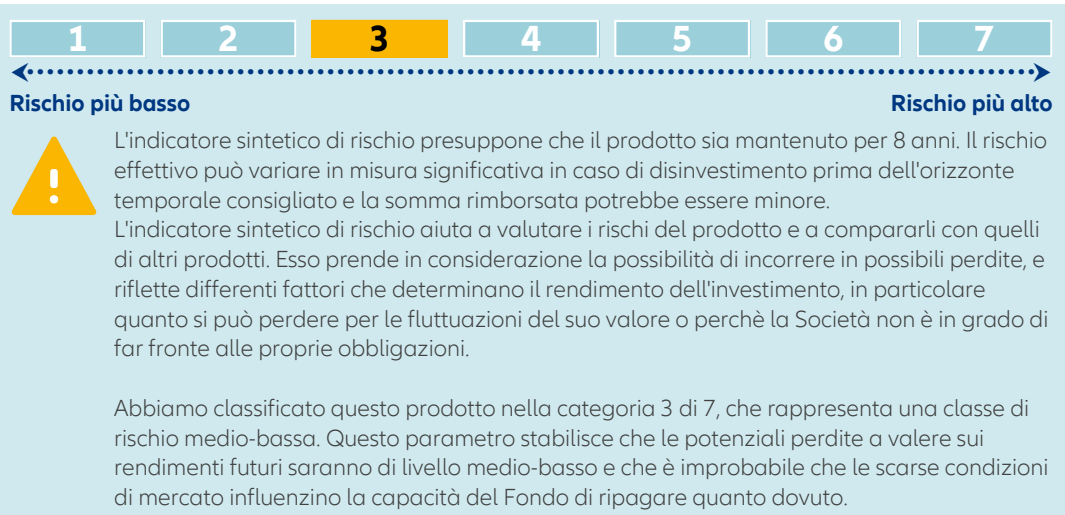 1 2 3 4 5 6 7
Rischio più basso Rischio più alto
L'indicatore sintetico di rischio presuppone che il prodotto sia mantenuto per 8 anni. Il rischio
effettivo può variare in misura significativa in caso di disinvestimento prima dell'orizzonte
temporale consigliato e la somma rimborsata potrebbe essere minore.
L'indicatore sintetico di rischio aiuta a valutare i rischi del prodotto e a compararli con quelli
di altri prodotti. Esso prende in considerazione la possibilità di incorrere in possibili perdite, e
riflette differenti fattori che determinano il rendimento dell'investimento, in particolare
quanto si può perdere per le fluttuazioni del suo valore o perchè la Società non è in grado di
far fronte alle proprie obbligazioni.
Abbiamo classificato questo prodotto nella categoria 3 di 7, che rappresenta una classe di
rischio medio-bassa. Questo parametro stabilisce che le potenziali perdite a valere sui
rendimenti futuri saranno di livello medio-basso e che è improbabile che le scarse condizioni
di mercato influenzino la capacità del Fondo di ripagare quanto dovuto.